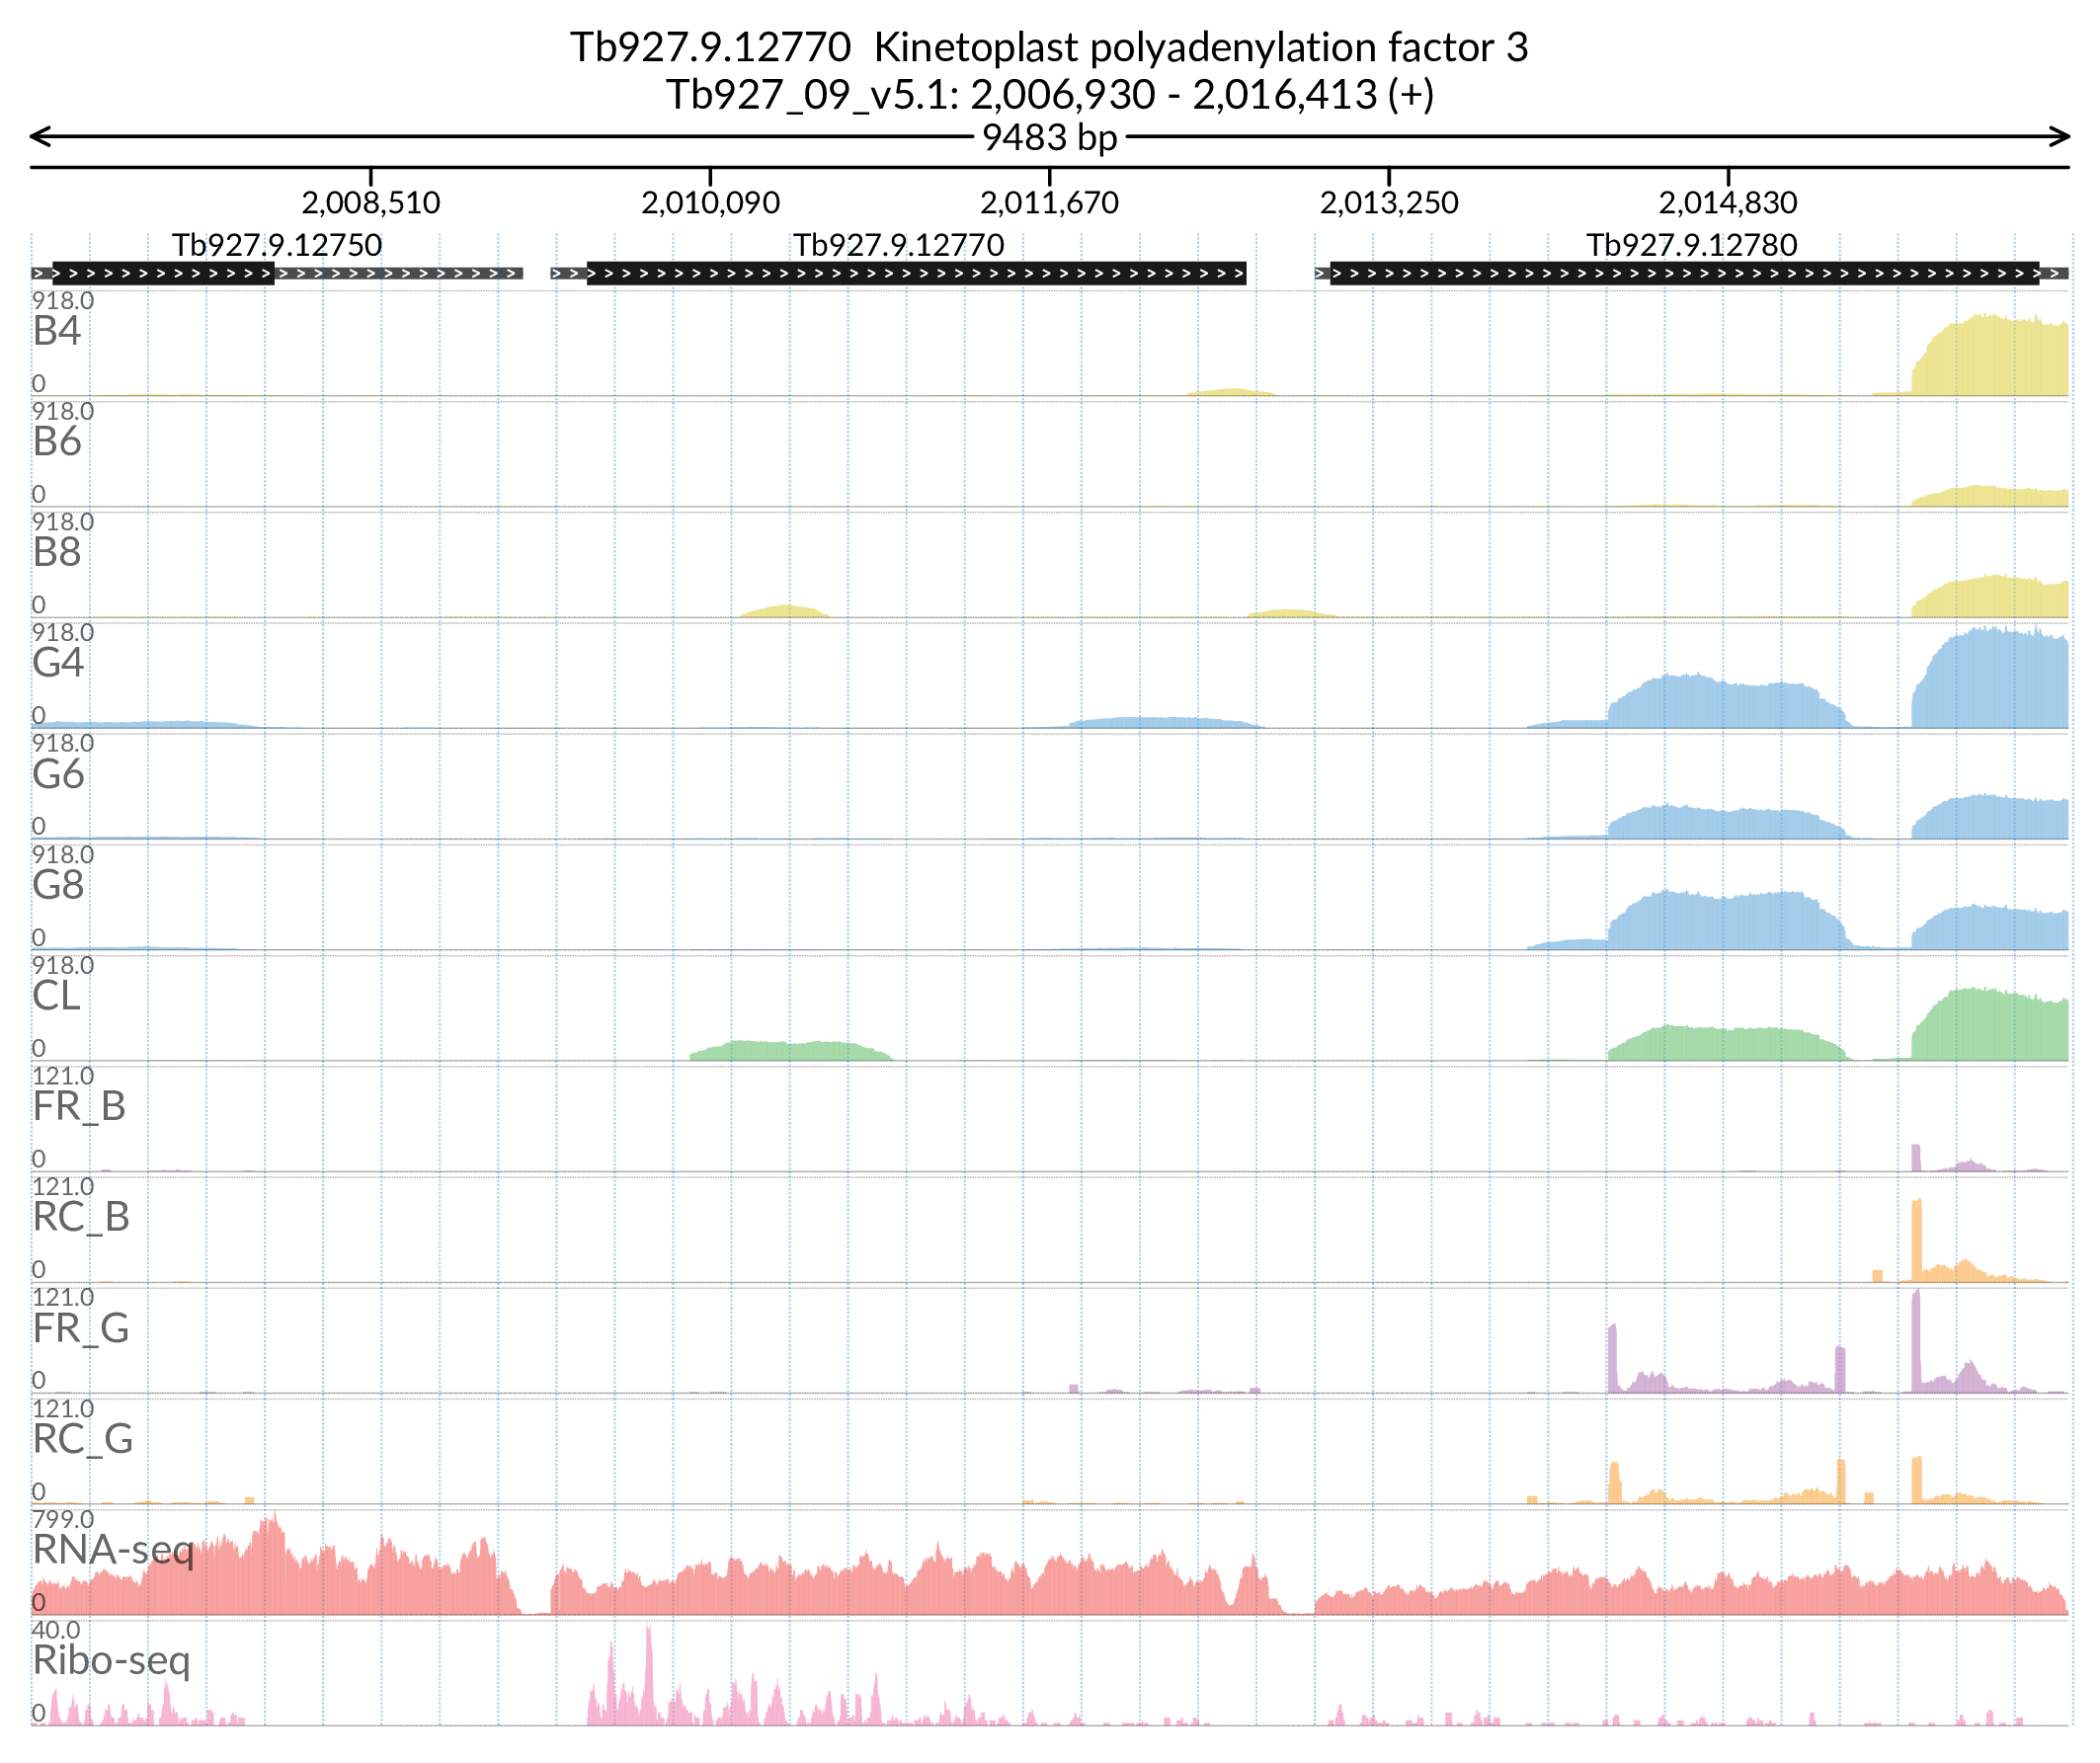 Tb927.9.12770  Kinetoplast polyadenylation factor 3
Tb927_09_v5.1: 2,006,930 - 2,016,413 (+)
9483 bp
2,008,510 2,010,090 2,011,670 2,013,250 2,014,830
Tb927.9.12750 Tb927.9.12770 Tb927.9.12780
918.0
B4
0
918.0
B6
0
918.0
B8
0
918.0
G4
0
918.0
G6
0
918.0
G8
0
918.0
CL
0
121.0
FR_B
0
121.0
RC_B
0
121.0
FR_G
0
121.0
RC_G
0
799.0
RNA-seq
0
40.0
Ribo-seq
0